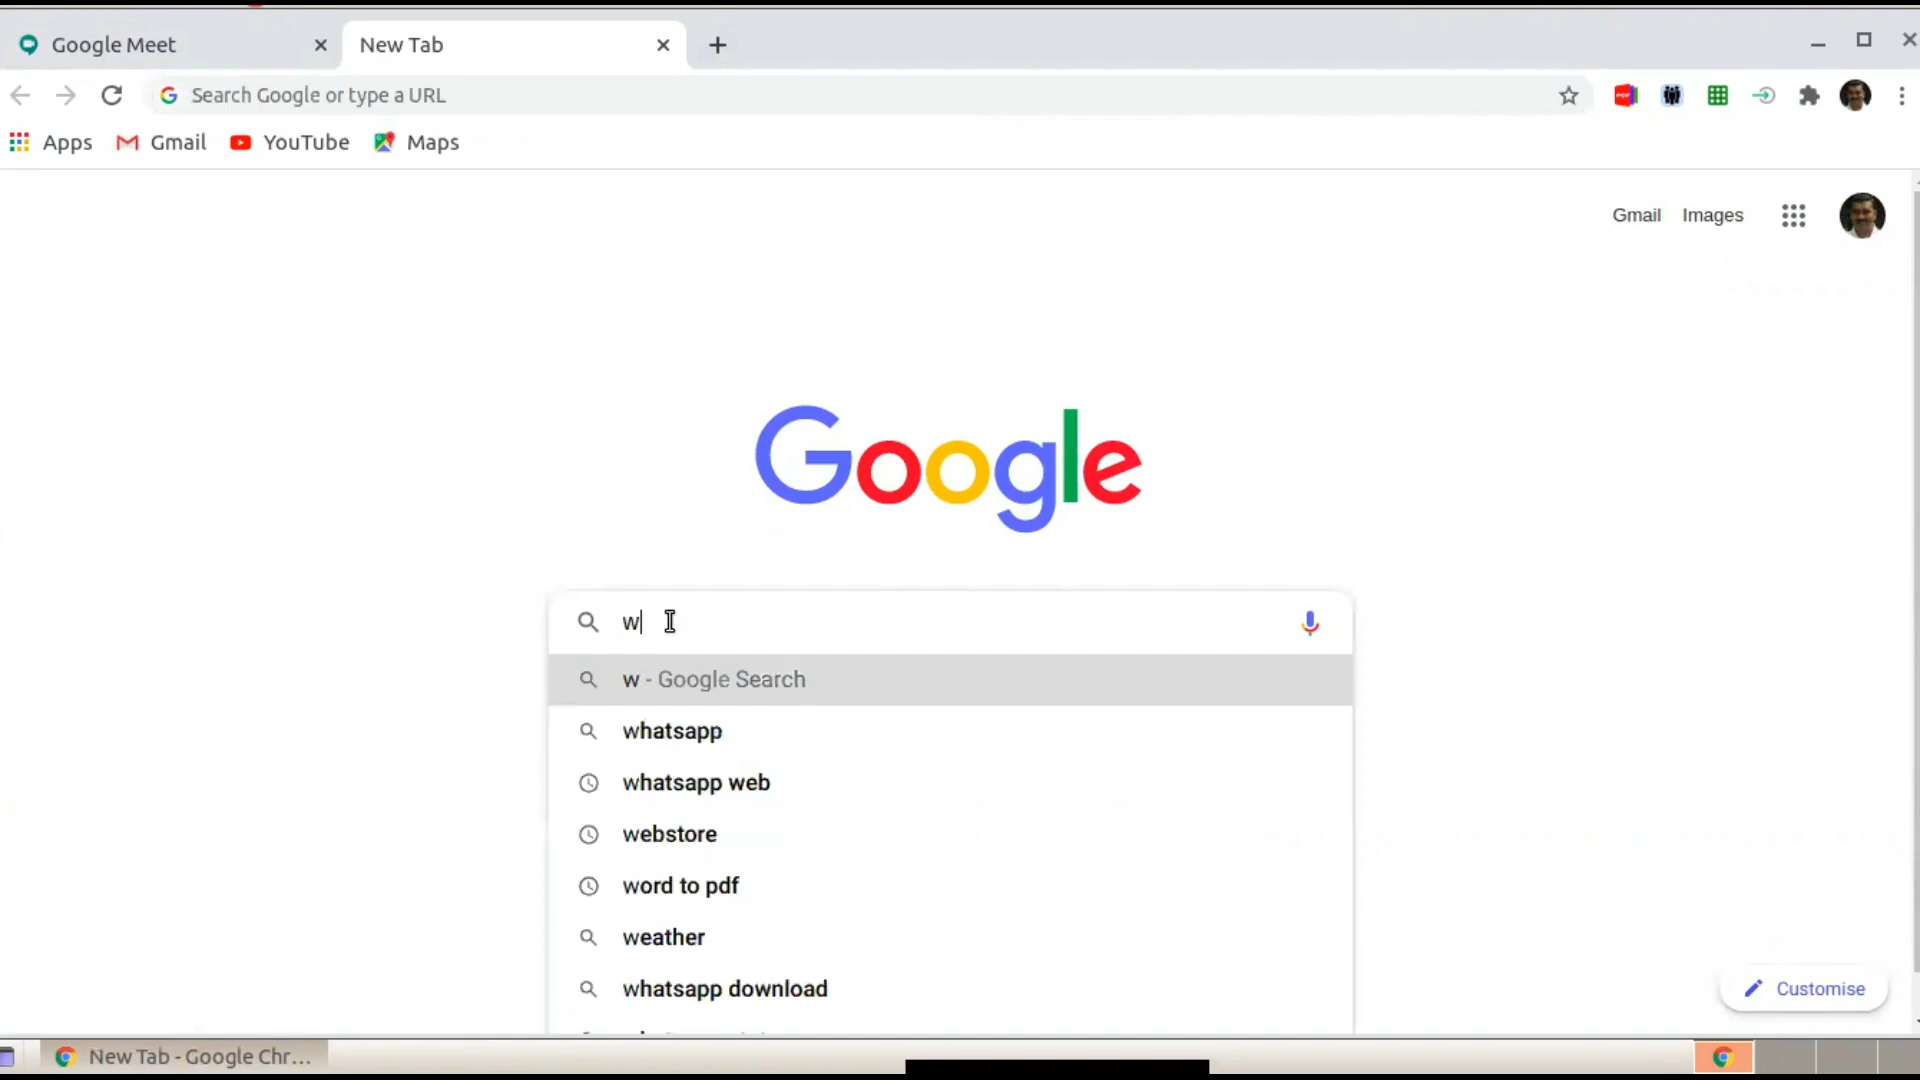 Google Meet
New Tab
Search Google or type a URL
Apps
Gmail
YouTube
Maps
Gmail
Images
Google
w
w - Google Search
whatsapp
whatsapp web
webstore
word to pdf
weather
whatsapp download
Customise
New Tab - Google Chr...